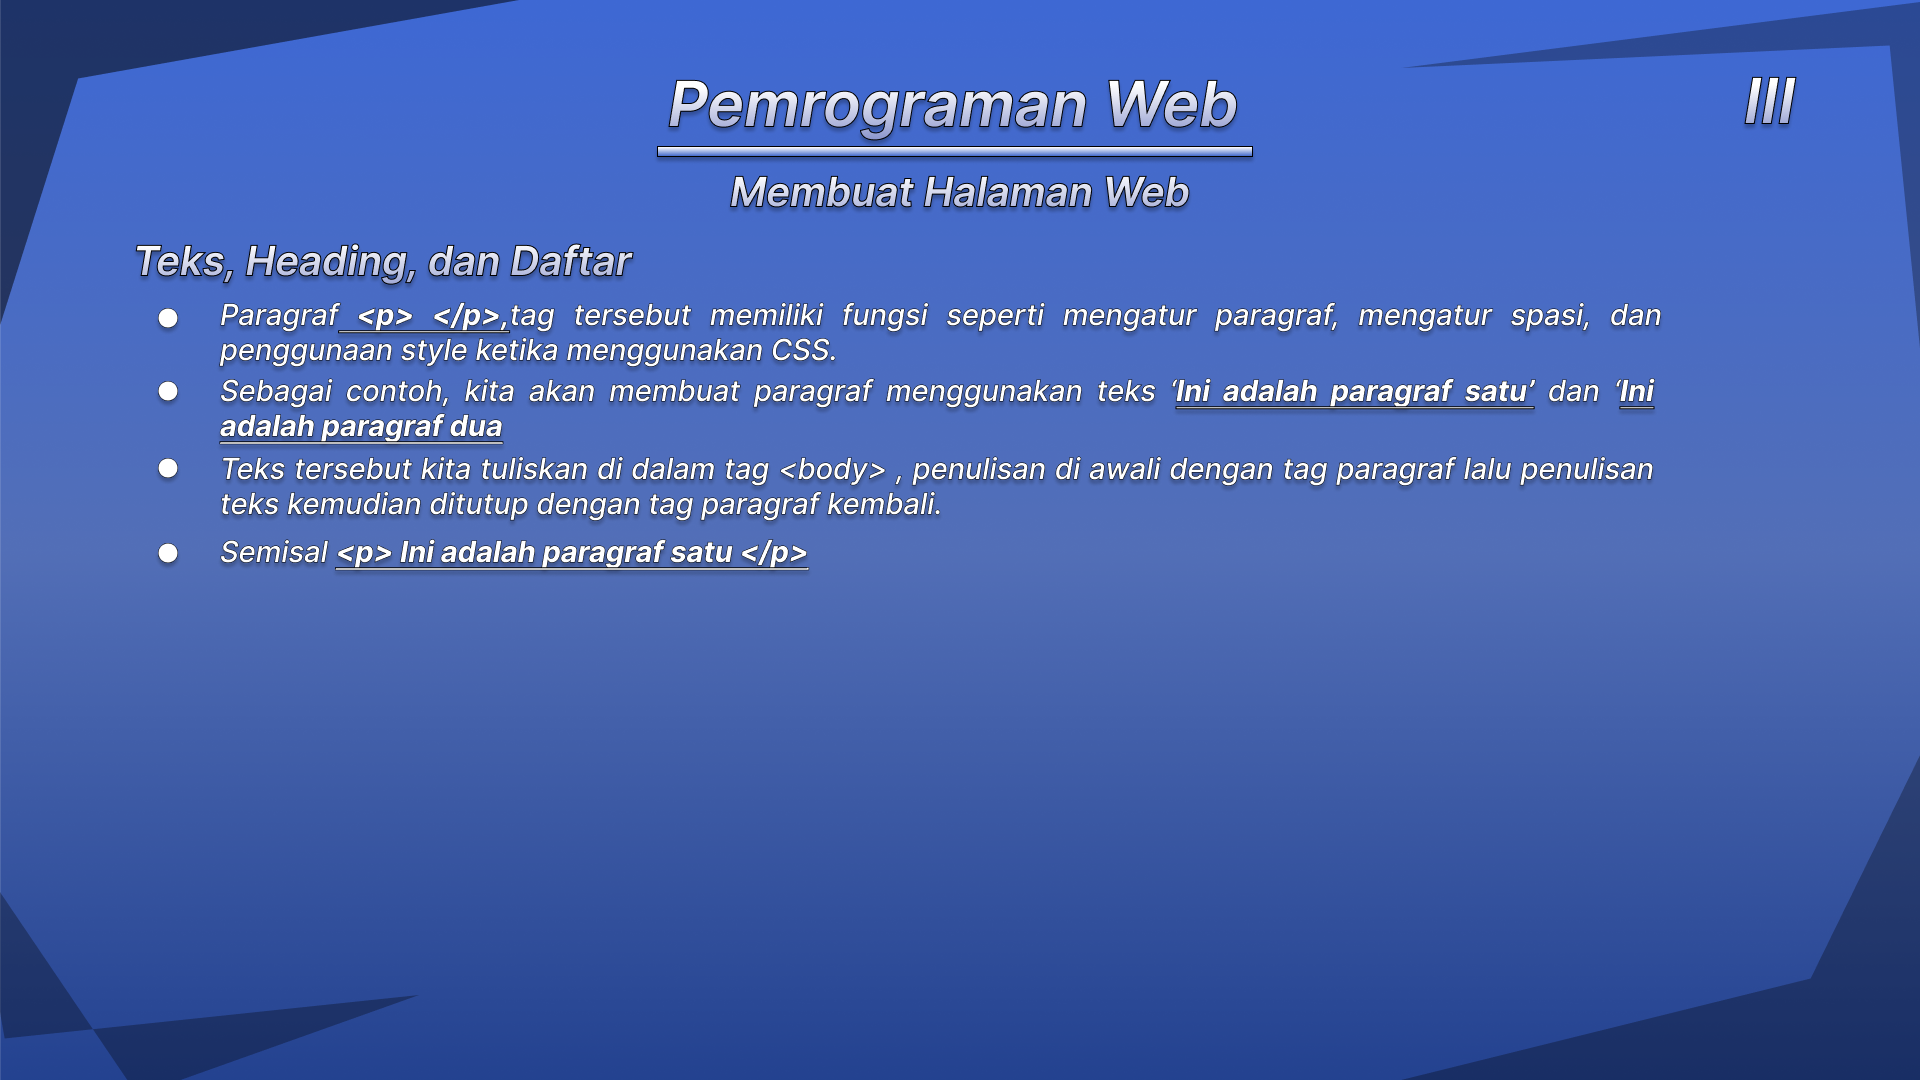 Pemrograman Web
III
Membuat Halaman Web
Teks, Heading, dan Daftar
● Paragraf <p> </p>,tag tersebut memiliki fungsi seperti mengatur paragraf, mengatur spasi, dan
penggunaan style ketika menggunakan CSS.
● Sebagai contoh, kita akan membuat paragraf menggunakan teks ‘Ini adalah paragraf satu’ dan ‘Ini
adalah paragraf dua
● Teks tersebut kita tuliskan di dalam tag <body> , penulisan di awali dengan tag paragraf lalu penulisan
teks kemudian ditutup dengan tag paragraf kembali.
● Semisal <p> Ini adalah paragraf satu </p>